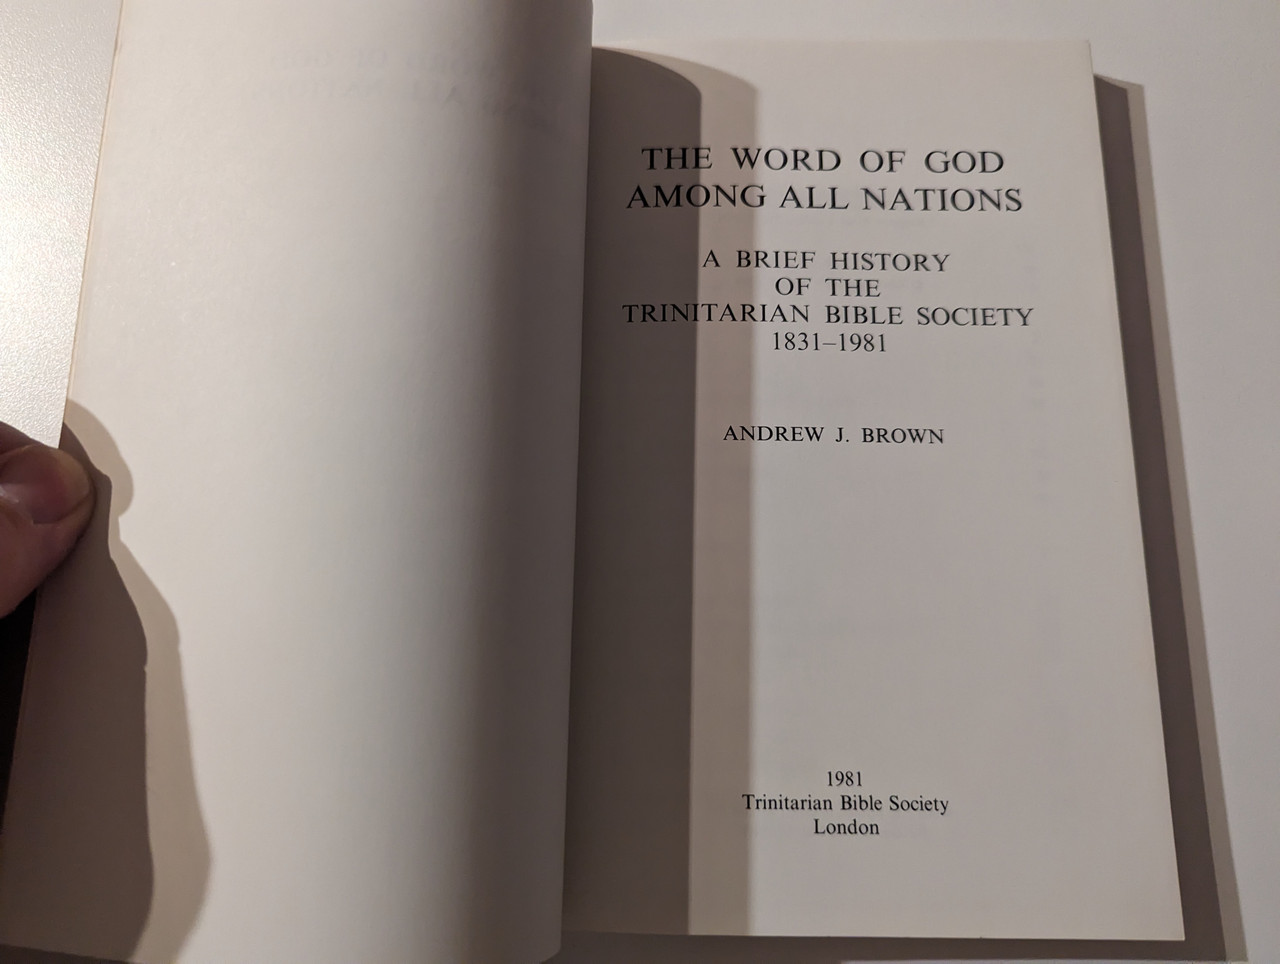 THE WORD OF GOD
AMONG ALL NATIONS
A BRIEF HISTORY
OF THE
TRINITARIAN BIBLE SOCIETY
1831–1981
ANDREW J. BROWN
1981
Trinitarian Bible Society
London